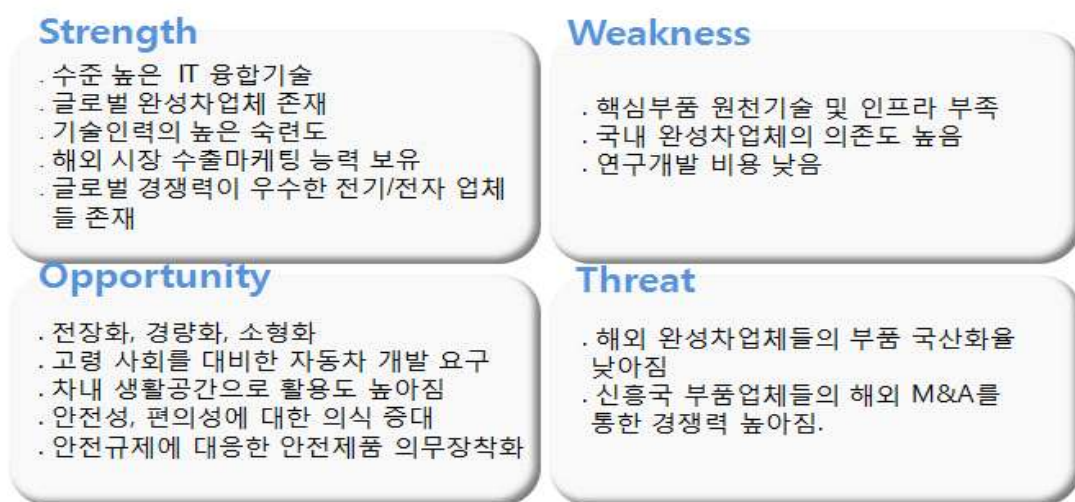 Strength
. 수준 높은 IT 융합기술
. 글로벌 완성차업체 존재
. 기술인력의 높은 숙련도
. 해외 시장 수출마케팅 능력 보유
. 글로벌 경쟁력이 우수한 전기/전자 업체
들 존재
Weakness
. 핵심부품 원천기술 및 인프라 부족
. 국내 완성차업체의 의존도 높음
. 연구개발 비용 낮음
Opportunity
. 전장화, 경량화, 소형화
. 고령 사회를 대비한 자동차 개발 요구
. 차내 생활공간으로 활용도 높아짐
. 안전성, 편의성에 대한 의식 증대
. 안전규제에 대응한 안전제품 의무장착화
Threat
. 해외 완성차업체들의 부품 국산화율
낮아짐
. 신흥국 부품업체들의 해외 M&A를
통한 경쟁력 높아짐.